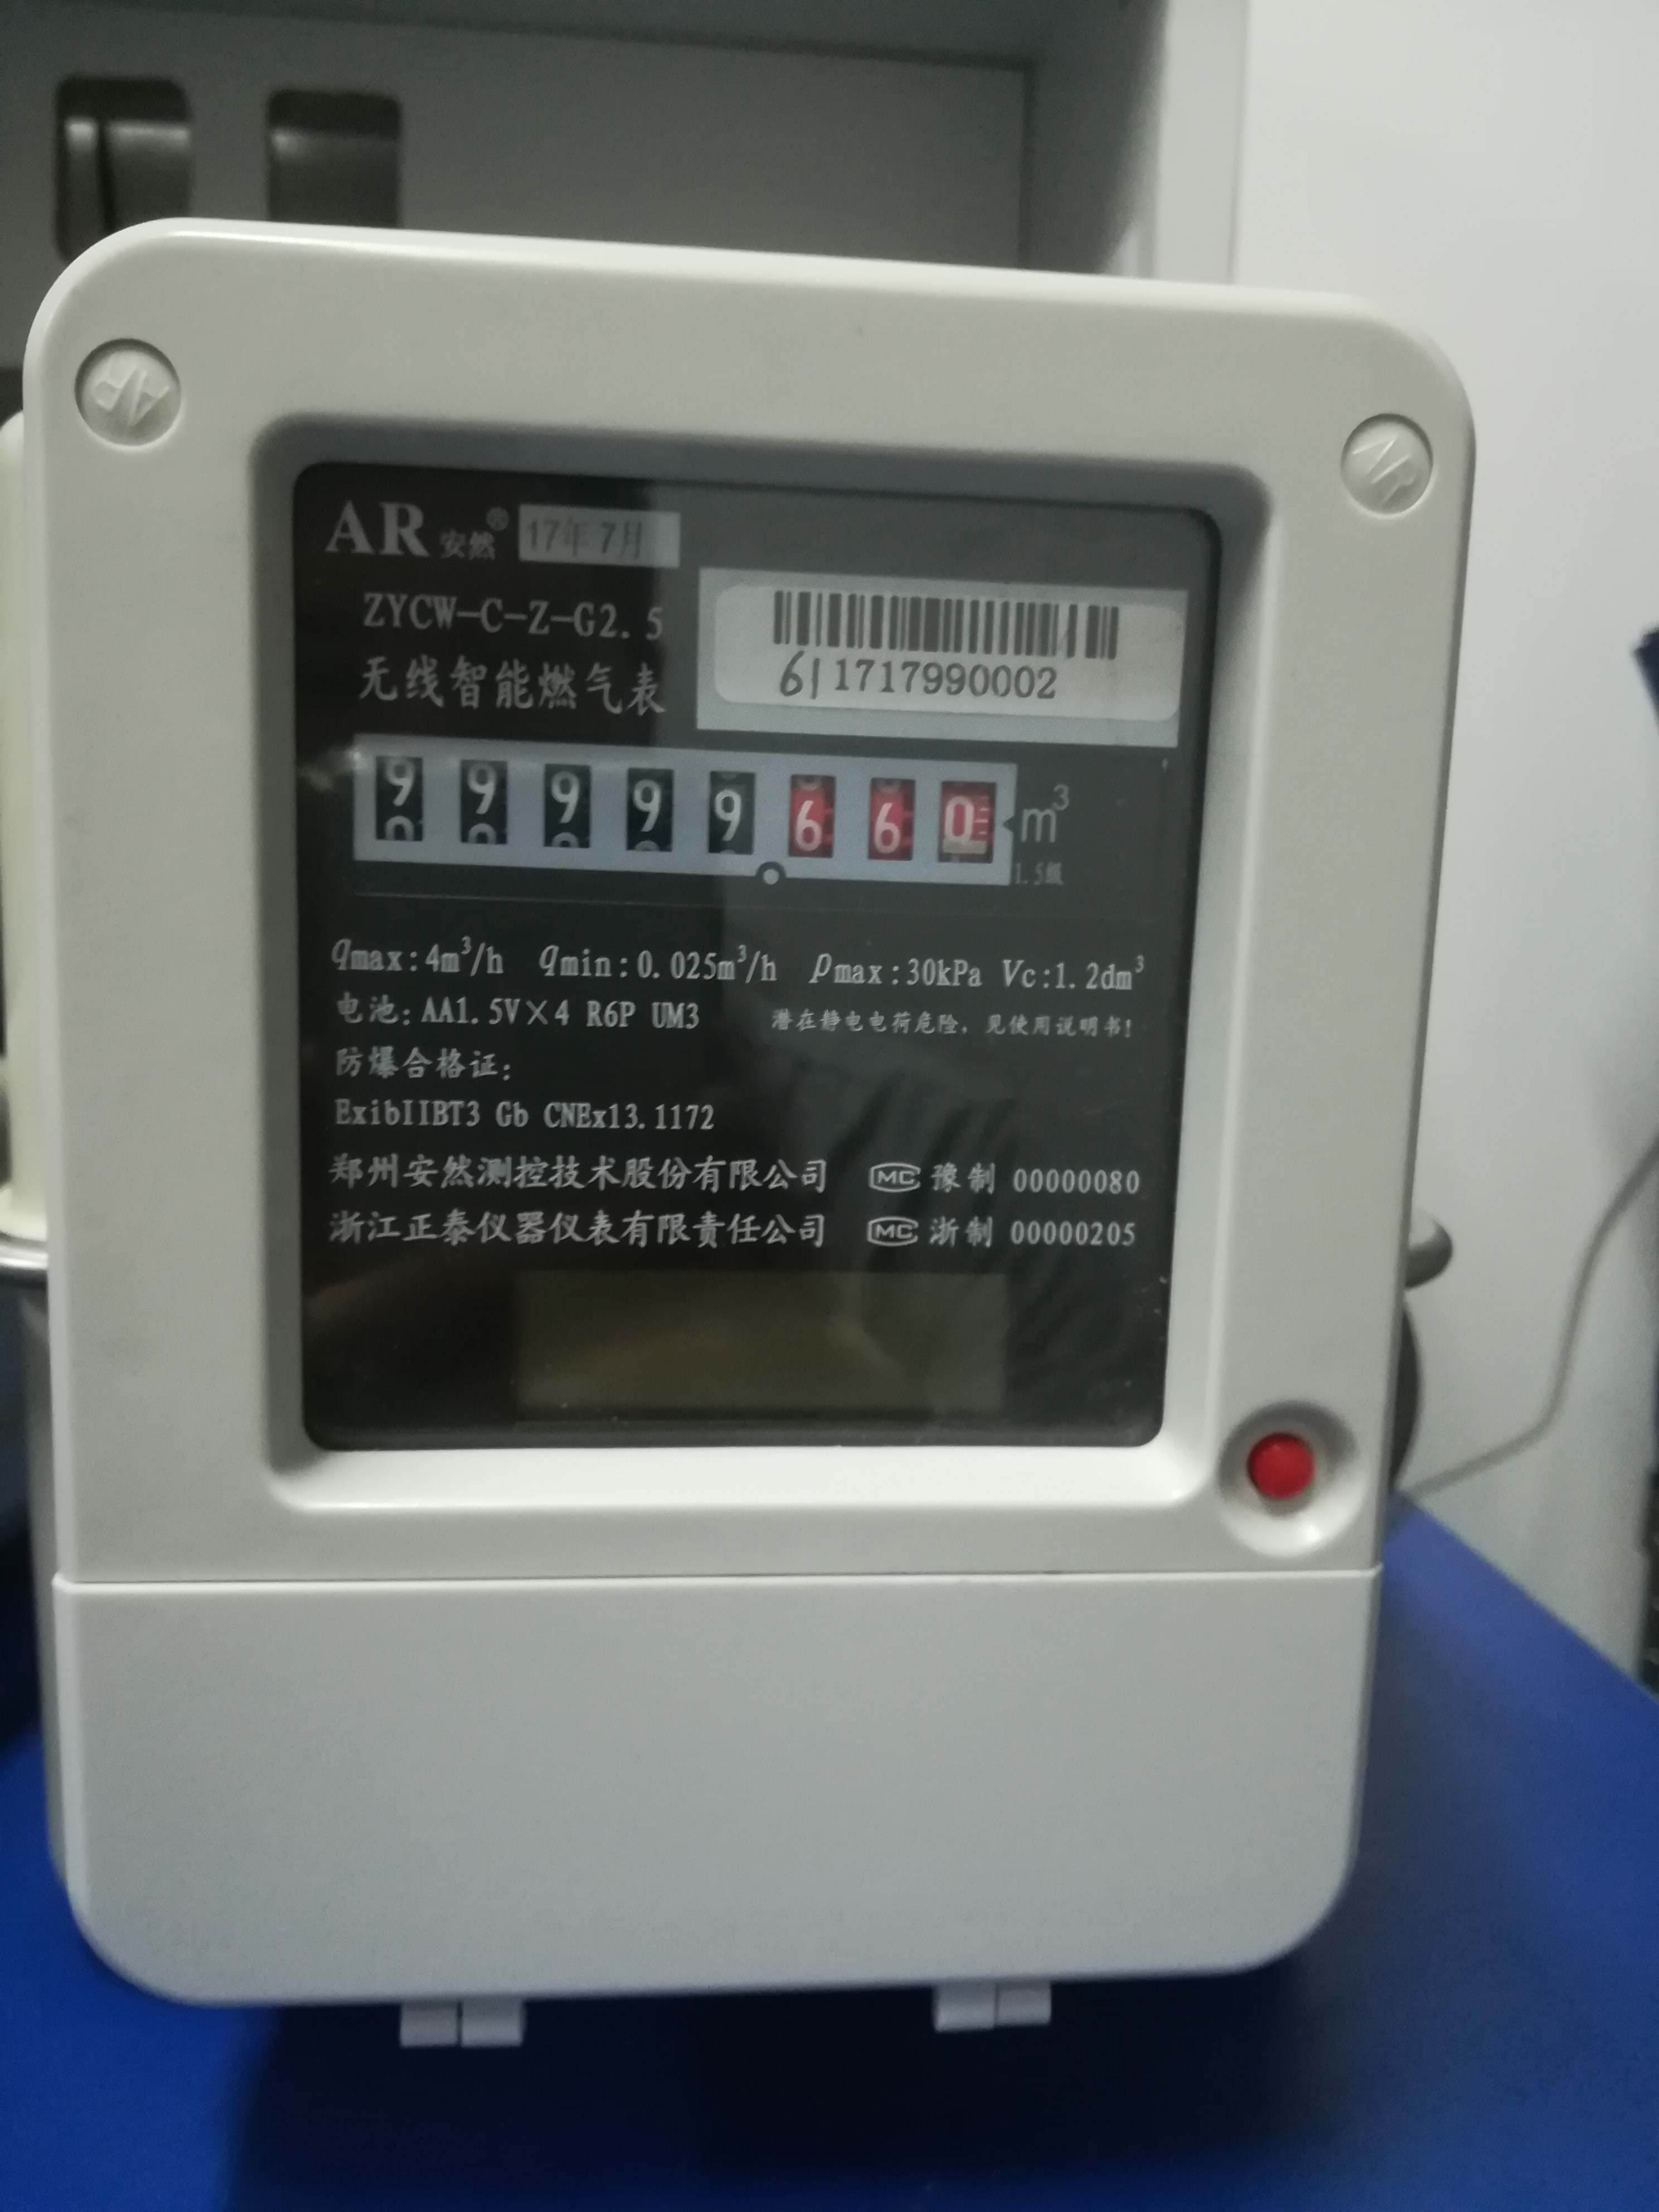 AR 安然® 17年7月
ZYCW-C-Z-G2.5
无线智能燃气表
611717990002
99999660 m³
1.5级
qmax:4m³/h qmin:0.025m³/h pmax:30kPa Vc:1.2dm³
电池:AA1.5V×4 R6P UM3 潜在静电电荷危险，见使用说明书!
防爆合格证:
ExibIIBT3 Gb CNEx13.1172
郑州安然测控技术股份有限公司 MC 豫制 00000080
浙江正泰仪器仪表有限责任公司 MC 浙制 00000205
AR
AR